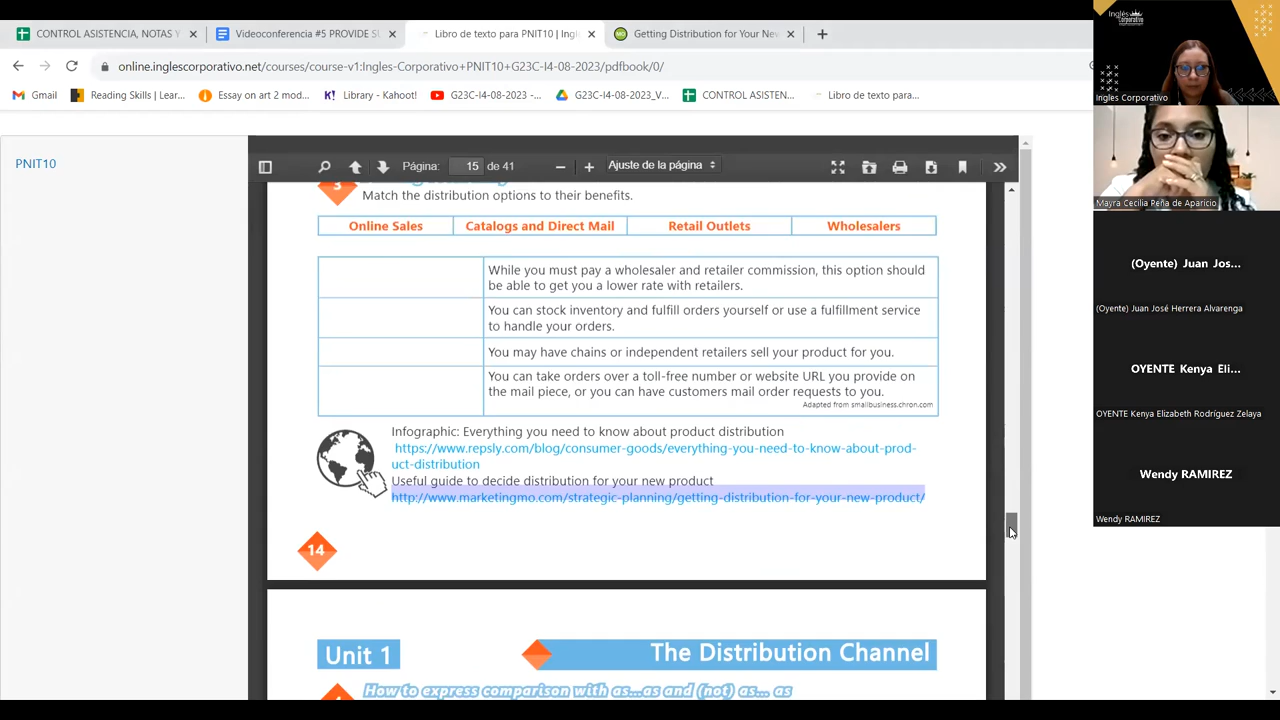 CONTROL ASISTENCIA, NOTAS Y
Videoconferencia #5 PROVIDE SU
Libro de texto para PNIT10 | Ingl
Getting Distribution for Your New
online.inglescorporativo.net/courses/course-v1:Ingles-Corporativo+PNIT10+G23C-I4-08-2023/pdfbook/0/
Gmail
Reading Skills | Lear...
Essay on art 2 mod...
Library - Kano...
G23C-I4-08-2023 -...
G23C-I4-08-2023_V...
CONTROL ASISTEN...
Libro de texto para...
PNIT10
Página:
15
de 41
Ajuste de la página
3
Match the distribution options to their benefits.
Online Sales
Catalogs and Direct Mail
Retail Outlets
Wholesalers
While you must pay a wholesaler and retailer commission, this option should
be able to get you a lower rate with retailers.
You can stock inventory and fulfill orders yourself or use a fulfillment service
to handle your orders.
You may have chains or independent retailers sell your product for you.
You can take orders over a toll-free number or website URL you provide on
the mail piece, or you can have customers mail order requests to you.
Adapted from smallbusiness.chron.com
Infographic: Everything you need to know about product distribution
https://www.repsly.com/blog/consumer-goods/everything-you-need-to-know-about-prod-
uct-distribution
Useful guide to decide distribution for your new product
http://www.marketingmo.com/strategic-planning/getting-distribution-for-your-new-product/
14
Unit 1
The Distribution Channel
How to express comparison with as...as and (not) as... as
Inglés
Corporativo
Ingles Corporativo
Mayra Cecilia Peña de Aparicio
(Oyente) Juan Jos...
(Oyente) Juan José Herrera Alvarenga
OYENTE Kenya Eli...
OYENTE Kenya Elizabeth Rodríguez Zelaya
Wendy RAMIREZ
Wendy RAMIREZ